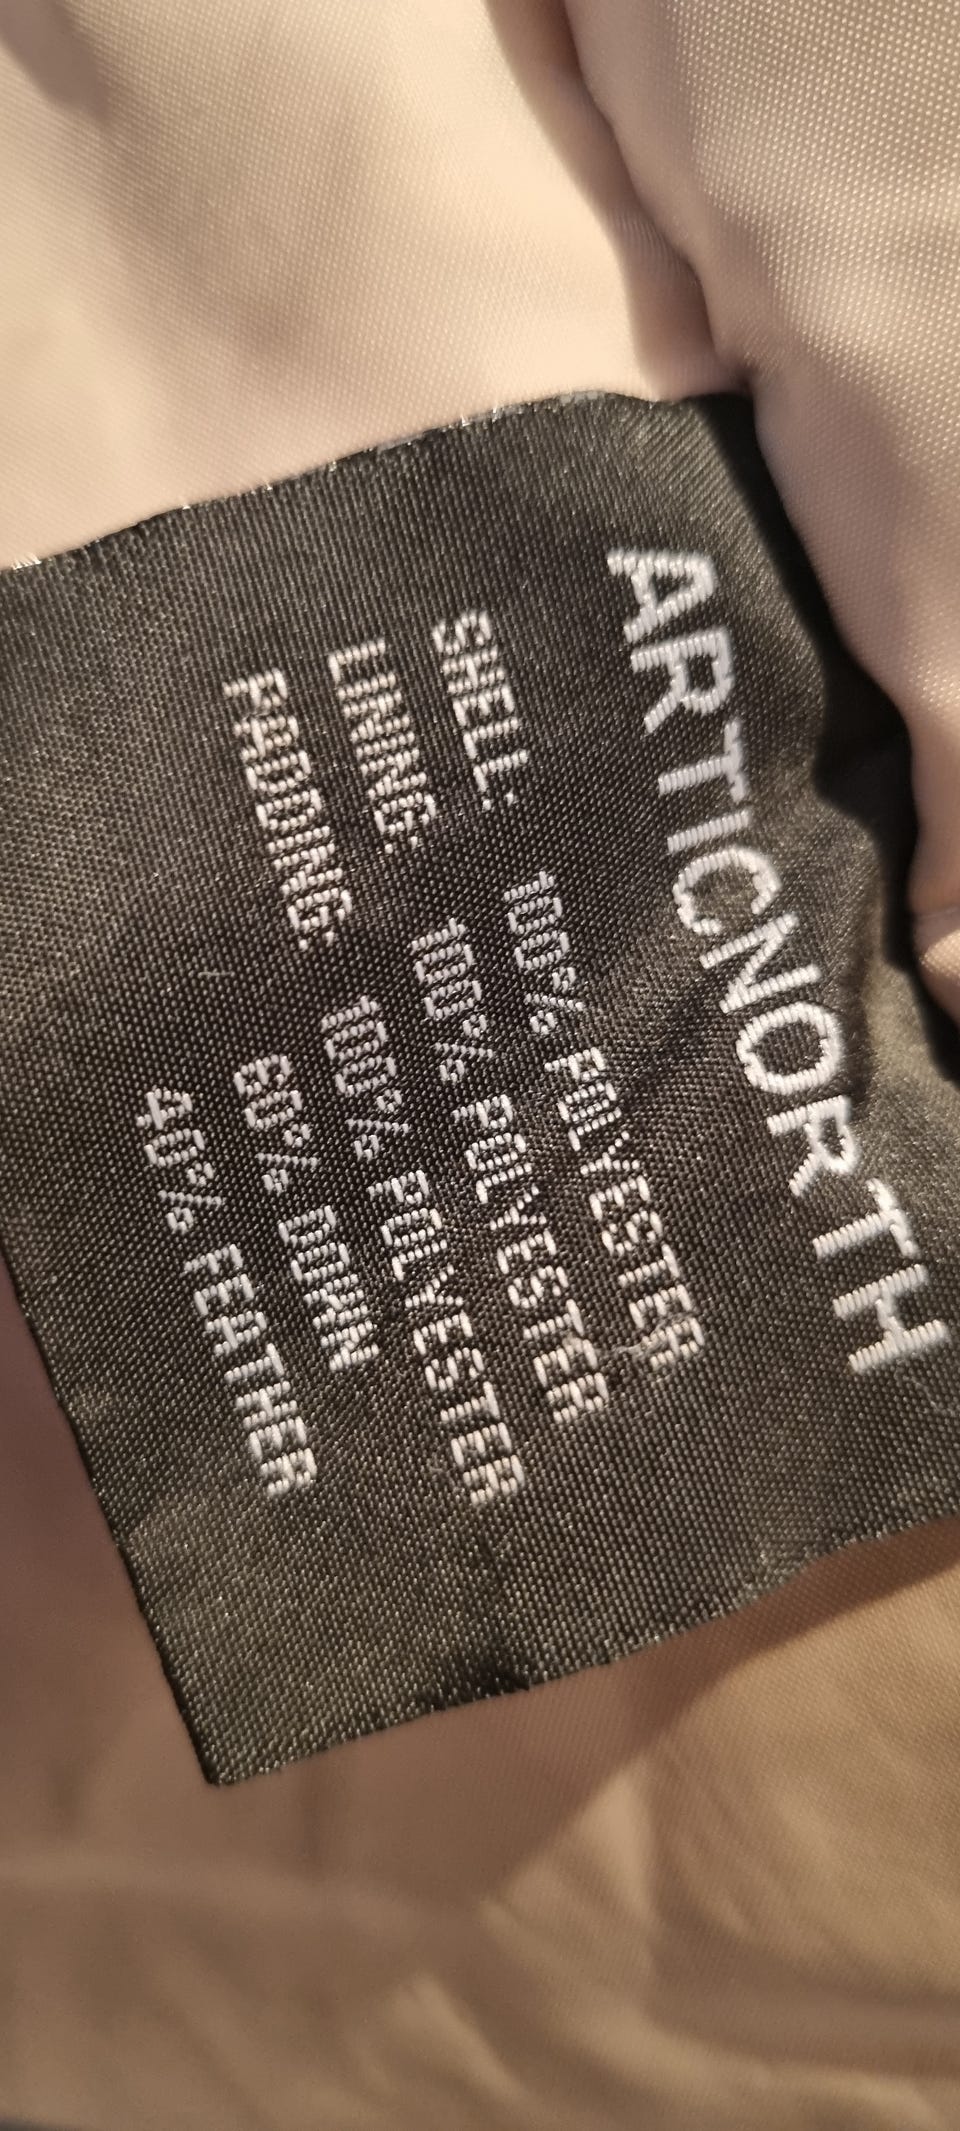 ARTICNORTH
SHELL: 100% POLYESTER
LINING: 100% POLYESTER
PADDING: 100% POLYESTER
60% DOWN
40% FEATHER